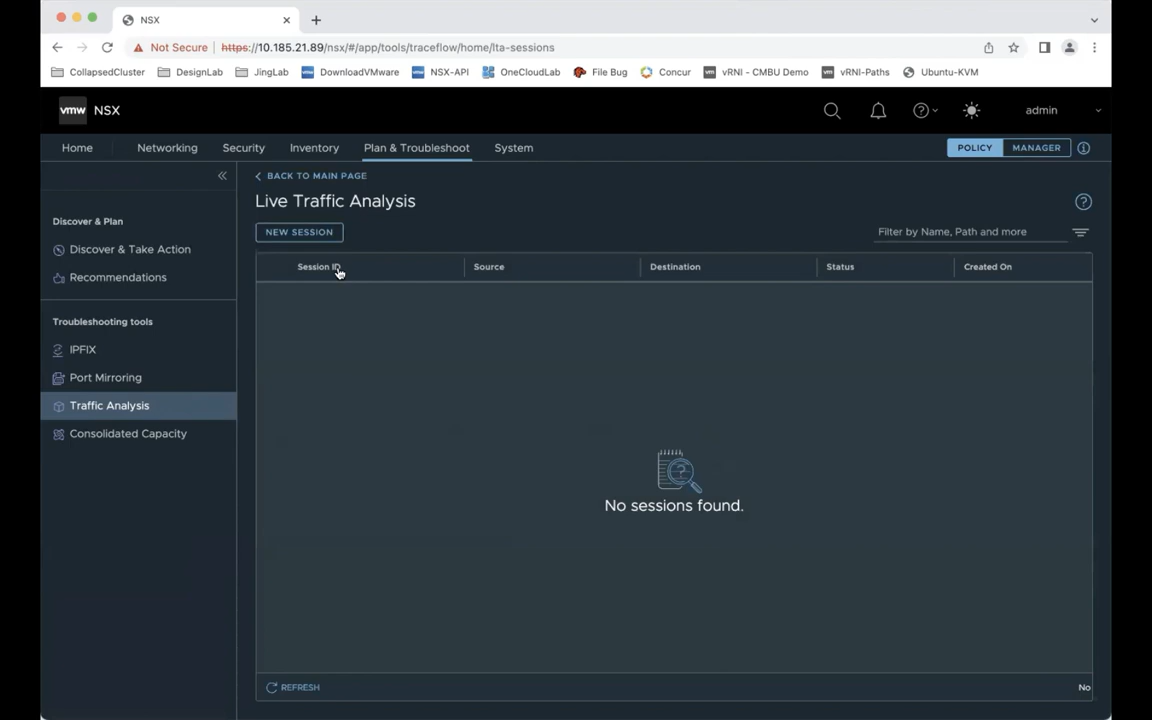 NSX
Not Secure https://10.185.21.89/nsx/#/app/tools/traceflow/home/lta-sessions
CollapsedCluster DesignLab JingLab vmw DownloadVMware vmw NSX-API OneCloudLab File Bug Concur vm vRNI - CMBU Demo vm vRNI-Paths Ubuntu-KVM
vmw NSX admin
Home Networking Security Inventory Plan & Troubleshoot System POLICY MANAGER
BACK TO MAIN PAGE
Live Traffic Analysis
NEW SESSION Filter by Name, Path and more
Discover & Plan
Discover & Take Action
Recommendations
Troubleshooting tools
IPFIX
Port Mirroring
Traffic Analysis
Consolidated Capacity
Session ID Source Destination Status Created On
No sessions found.
REFRESH No